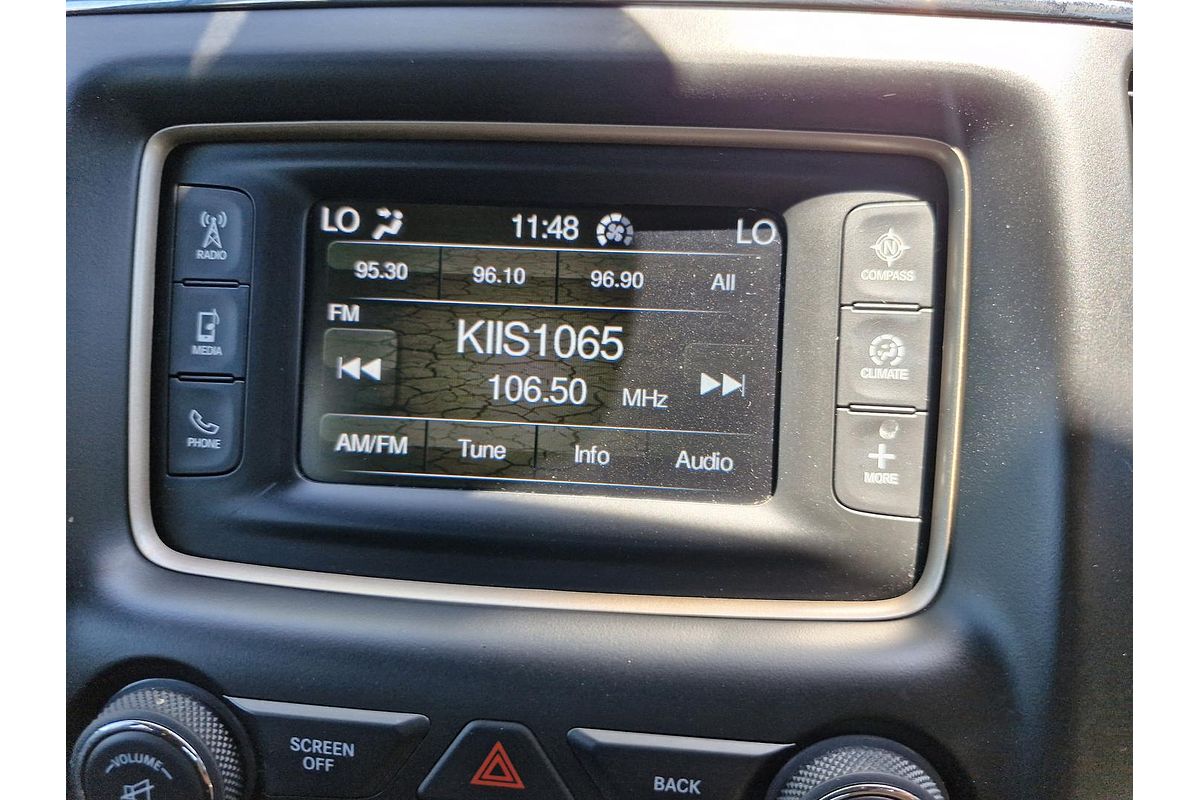 LO 11:48 LO
95.30 96.10 96.90 All
FM
KIIS1065
106.50 MHz
AM/FM Tune Info Audio
RADIO
MEDIA
PHONE
N
COMPASS
CLIMATE
+
MORE
VOLUME
SCREEN
OFF
BACK